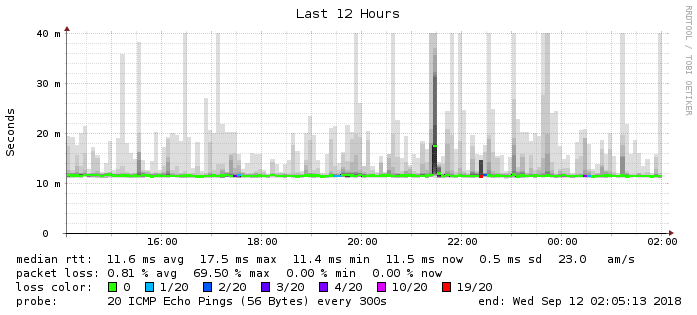 Last 12 Hours
RRDTOOL / TOBI OETIKER
Seconds
40 m
30 m
20 m
10 m
0
16:00 18:00 20:00 22:00 00:00 02:00
median rtt: 11.6 ms avg 17.5 ms max 11.4 ms min 11.5 ms now 0.5 ms sd 23.0 am/s
packet loss: 0.81 % avg 69.50 % max 0.00 % min 0.00 % now
loss color: 0 1/20 2/20 3/20 4/20 10/20 19/20
probe: 20 ICMP Echo Pings (56 Bytes) every 300s end: Wed Sep 12 02:05:13 2018